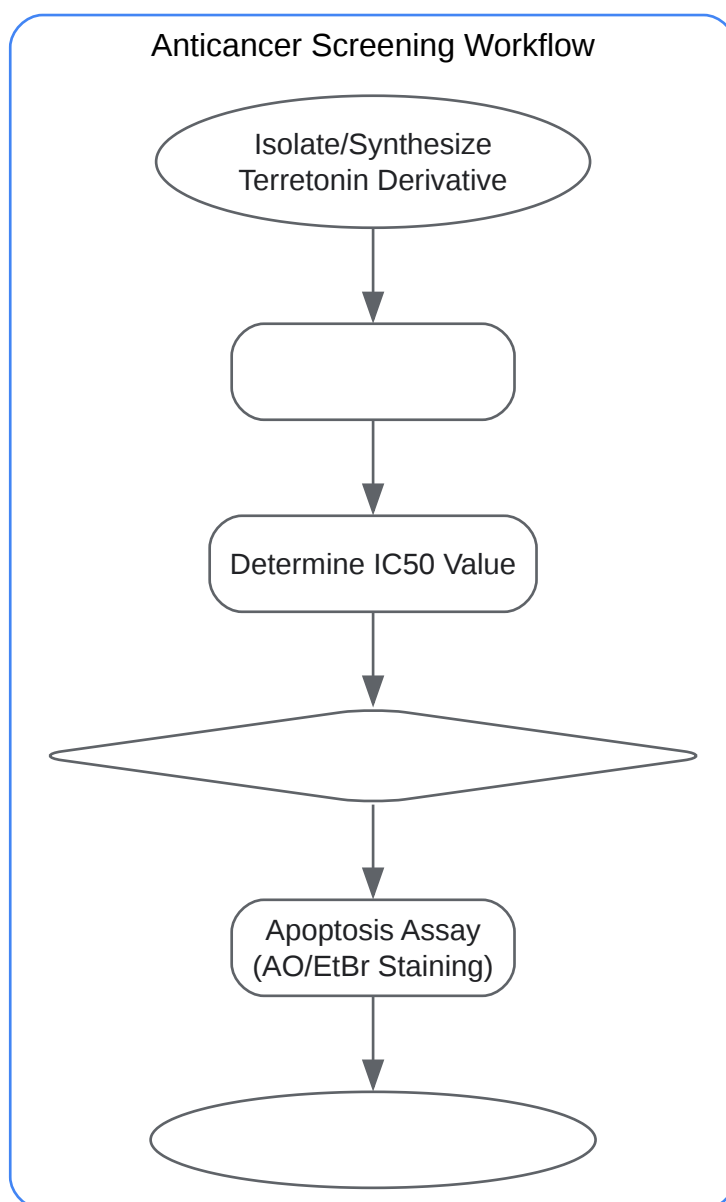 Anticancer Screening Workflow
Isolate/Synthesize
Terretonin Derivative
Determine IC50 Value
Apoptosis Assay
(AO/EtBr Staining)